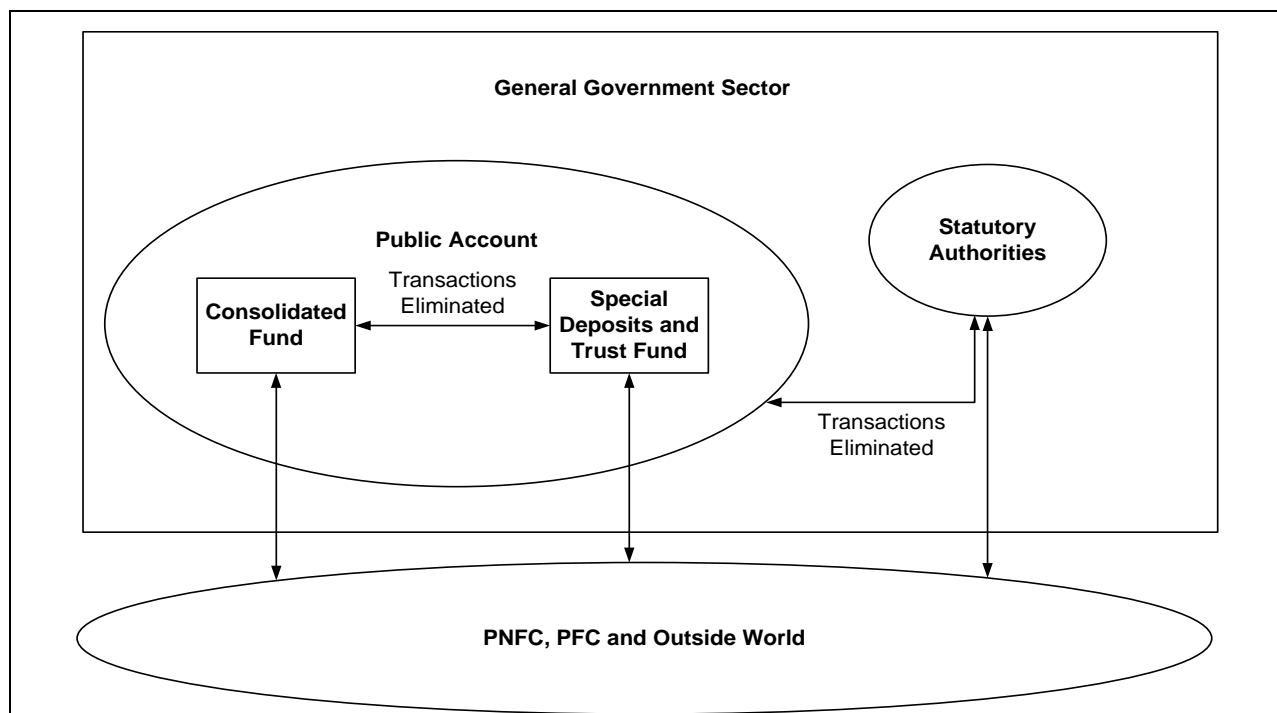 General Government Sector
Public Account
Transactions
Eliminated
Consolidated
Fund
Special
Deposits and
Trust Fund
Statutory
Authorities
Transactions
Eliminated
PNFC, PFC and Outside World